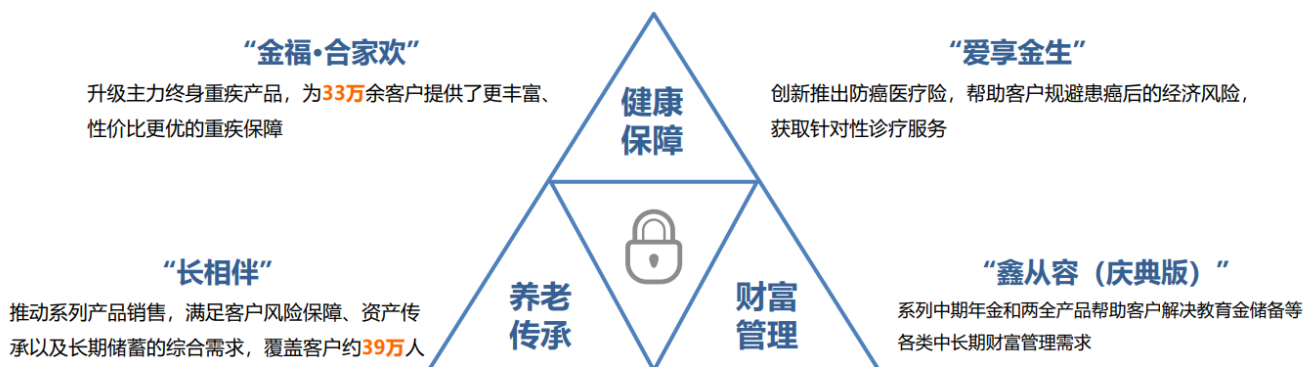 “金福·合家欢”
升级主力终身重疾产品，为33万余客户提供了更丰富、
性价比更优的重疾保障
健康
保障
“爱享金生”
创新推出防癌医疗险，帮助客户规避患癌后的经济风险，
获取针对性诊疗服务
“长相伴”
推动系列产品销售，满足客户风险保障、资产传
承以及长期储蓄的综合需求，覆盖客户约39万人
养老
传承
财富
管理
“鑫从容（庆典版）”
系列中期年金和两全产品帮助客户解决教育金储备等
各类中长期财富管理需求